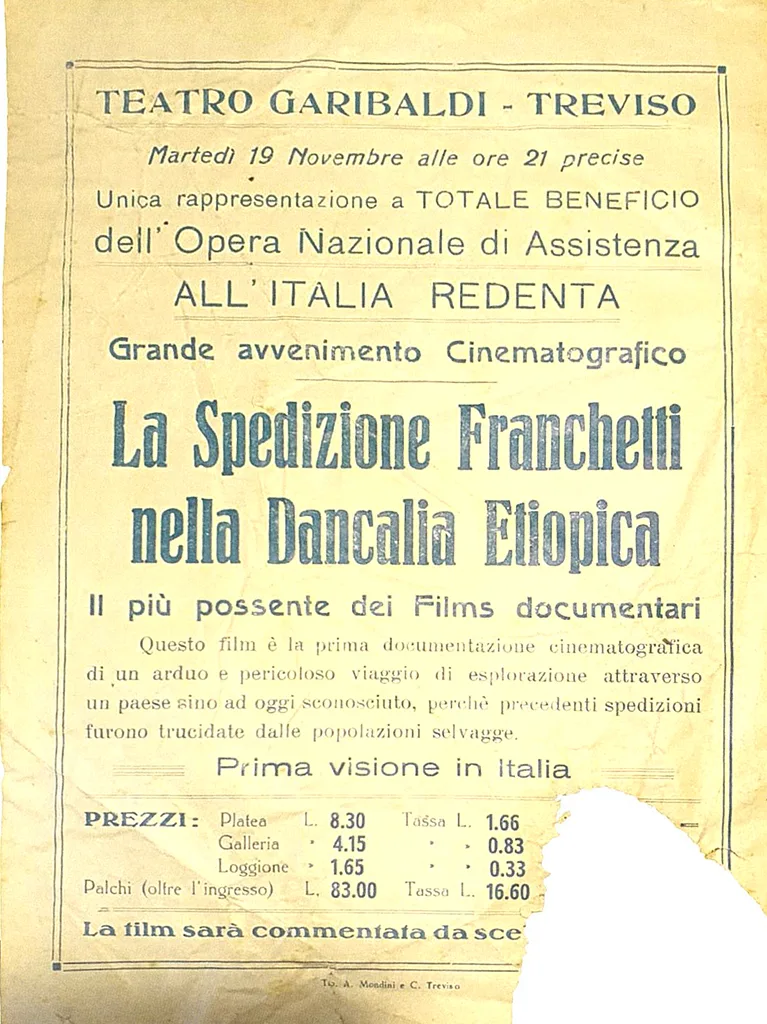 TEATRO GARIBALDI - TREVISO
Martedì 19 Novembre alle ore 21 precise
Unica rappresentazione a TOTALE BENEFICIO
dell' Opera Nazionale di Assistenza
ALL' ITALIA REDENTA
Grande avvenimento Cinematografico
La Spedizione Franchetti
nella Dancalia Etiopica
Il più possente dei Films documentari
Questo film è la prima documentazione cinematografica
di un arduo e pericoloso viaggio di esplorazione attraverso
un paese sino ad oggi sconosciuto, perchè precedenti spedizioni
furono trucidate dalle popolazioni selvagge.
Prima visione in Italia
PREZZI: Platea L. 8.30 Tassa L. 1.66
Galleria " 4.15 " " 0.83
Loggione " 1.65 " " 0.33
Palchi (oltre l'ingresso) L. 83.00 Tassa L. 16.60
La film sarà commentata da
Tip. A. Mondini e C. Treviso